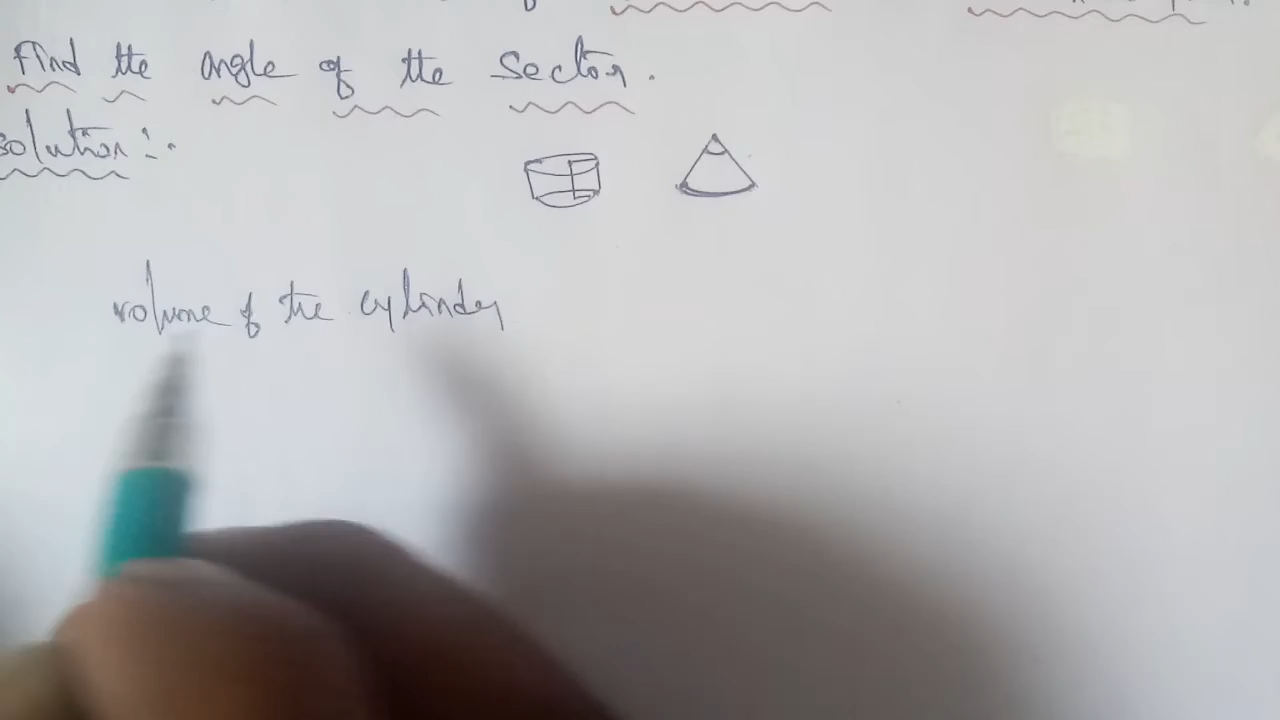 Find the angle of the sector.
solution :-
volume of the cylinder